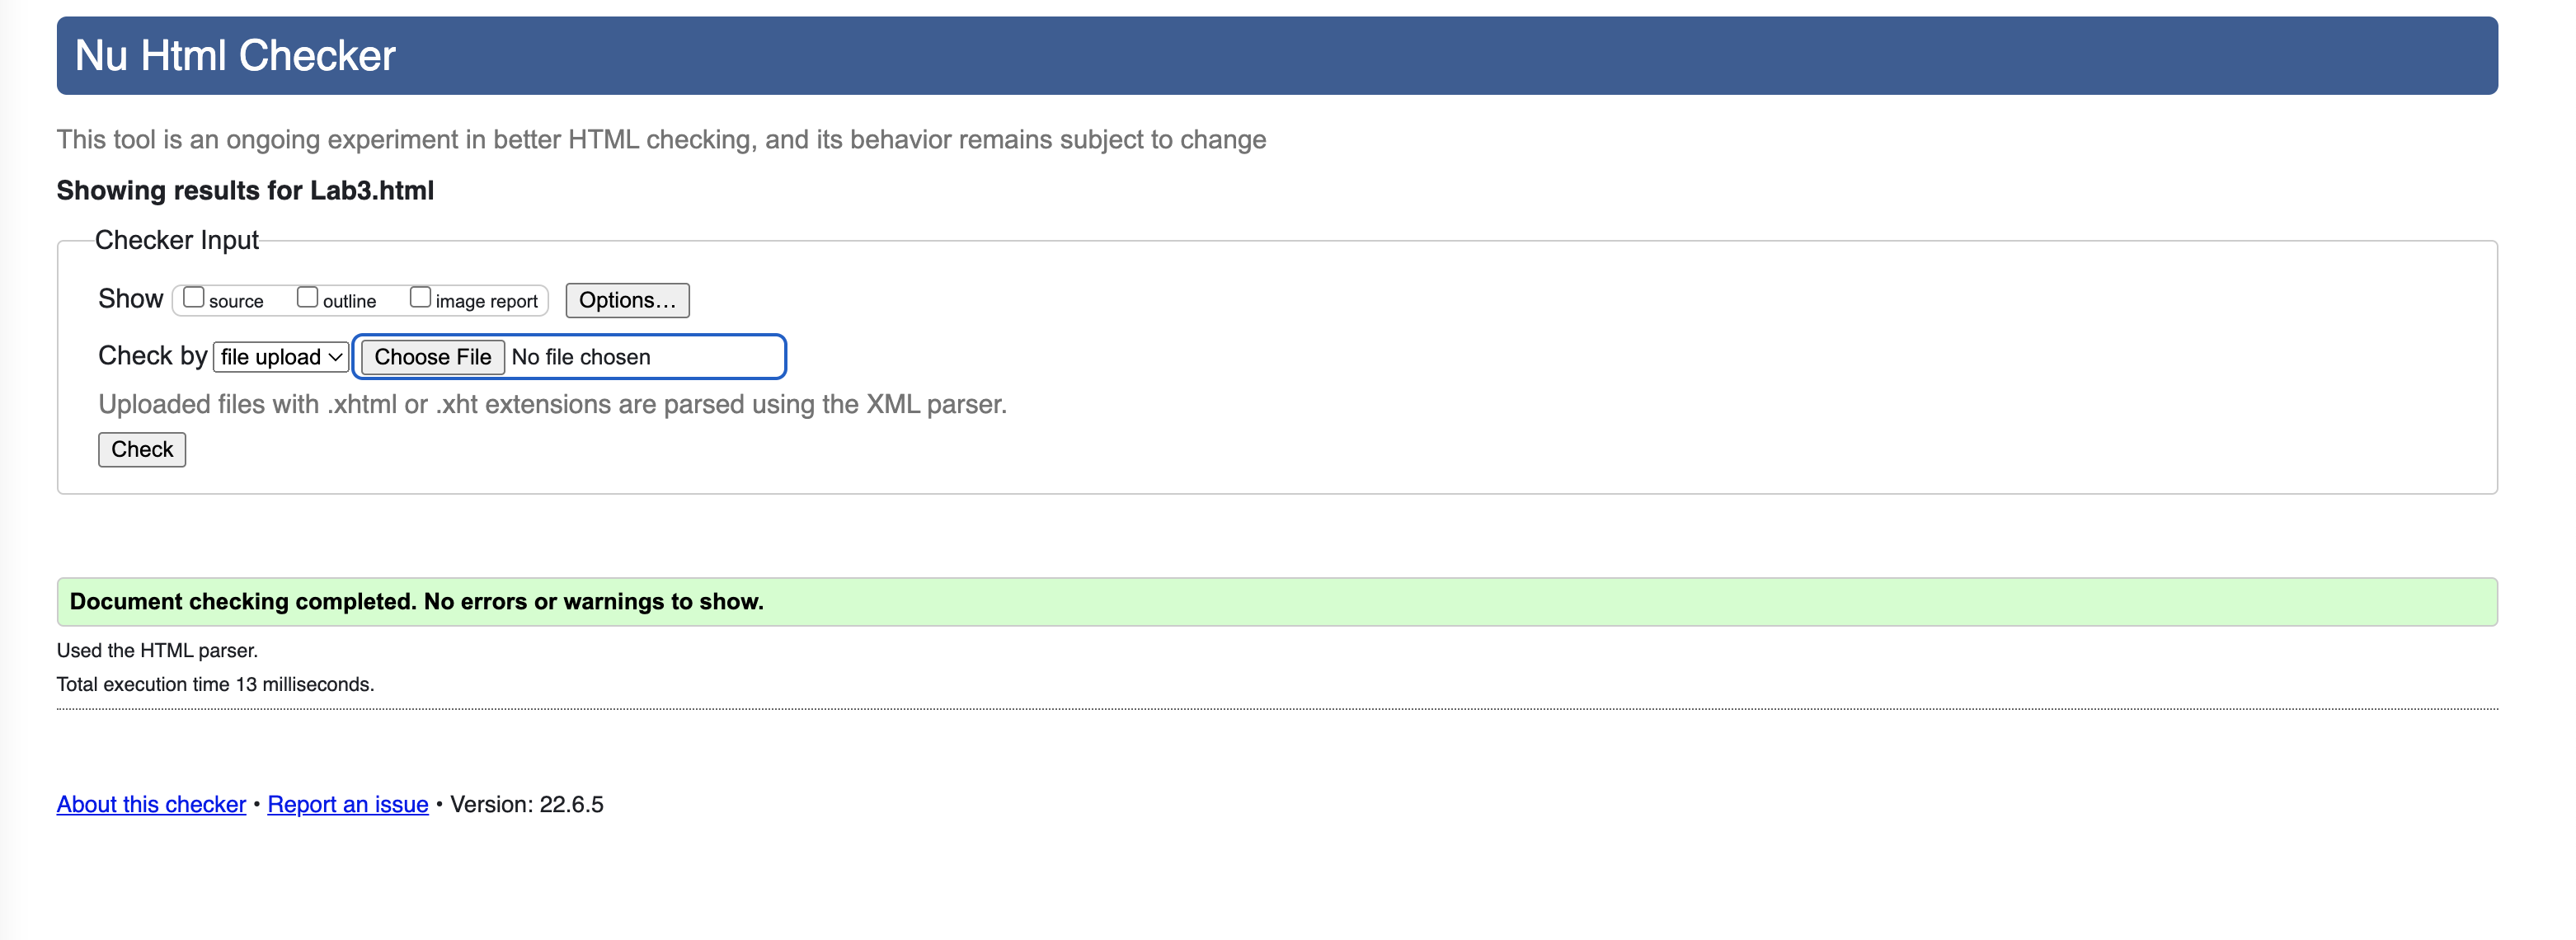 Nu Html Checker
This tool is an ongoing experiment in better HTML checking, and its behavior remains subject to change
Showing results for Lab3.html
Checker Input
Show source outline image report Options...
Check by file upload Choose File No file chosen
Uploaded files with .xhtml or .xht extensions are parsed using the XML parser.
Check
Document checking completed. No errors or warnings to show.
Used the HTML parser.
Total execution time 13 milliseconds.
About this checker • Report an issue • Version: 22.6.5